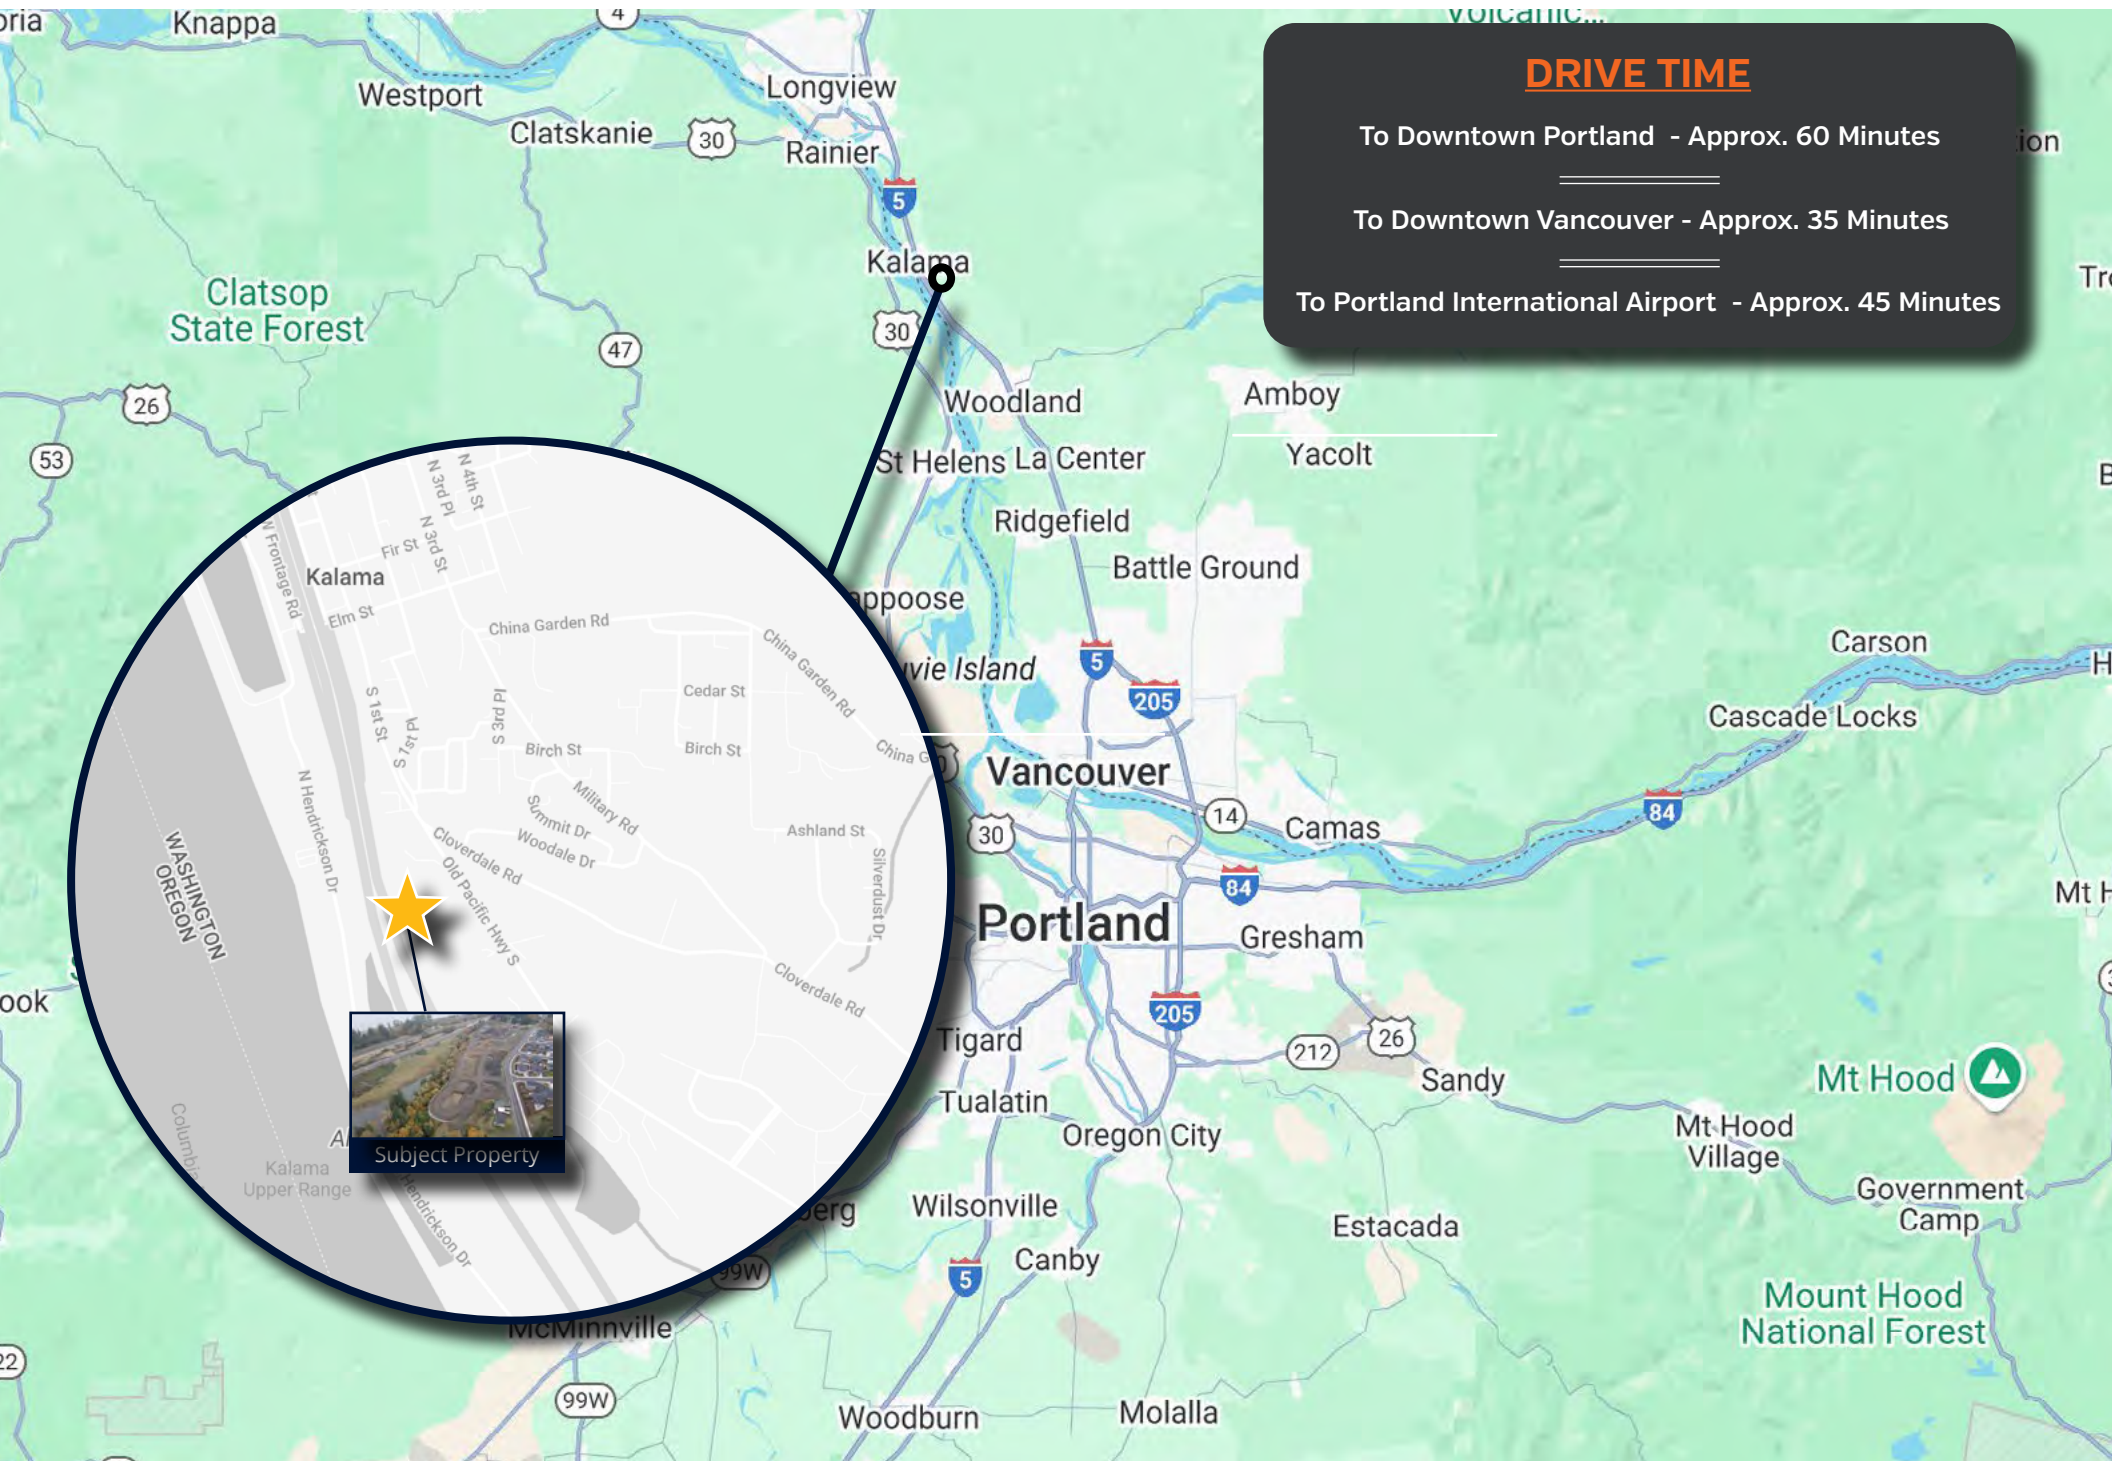 Knappa
4
Westport
Longview
Clatskanie
30
Rainier
5
Kalama
30
Clatsop
State Forest
47
26
53
Woodland
Amboy
Yacolt
St Helens
La Center
Ridgefield
Battle Ground
DRIVE TIME
To Downtown Portland - Approx. 60 Minutes
To Downtown Vancouver - Approx. 35 Minutes
To Portland International Airport - Approx. 45 Minutes
N 3rd Pl
N 4th St
N 3rd St
Fir St
W Frontage Rd
Kalama
Elm St
China Garden Rd
China Garden Rd
S 1st St
S 1st Pl
S 3rd Pl
Cedar St
Birch St
Birch St
China G
N Hendrickson Dr
Summit Dr
Military Rd
Woodale Dr
Ashland St
Cloverdale Rd
Old Pacific Hwy S
Silverdust Dr
WASHINGTON
OREGON
Cloverdale Rd
Subject Property
Kalama
Upper Range
Hendrickson Dr
5
205
Vancouver
30
14
Camas
84
Portland
84
Gresham
Carson
Cascade Locks
205
Tigard
212
26
Sandy
Tualatin
Oregon City
Mt Hood
Mt Hood
Village
Government
Camp
Wilsonville
Estacada
Canby
5
99W
McMinnville
Mount Hood
National Forest
99W
Woodburn
Molalla
22